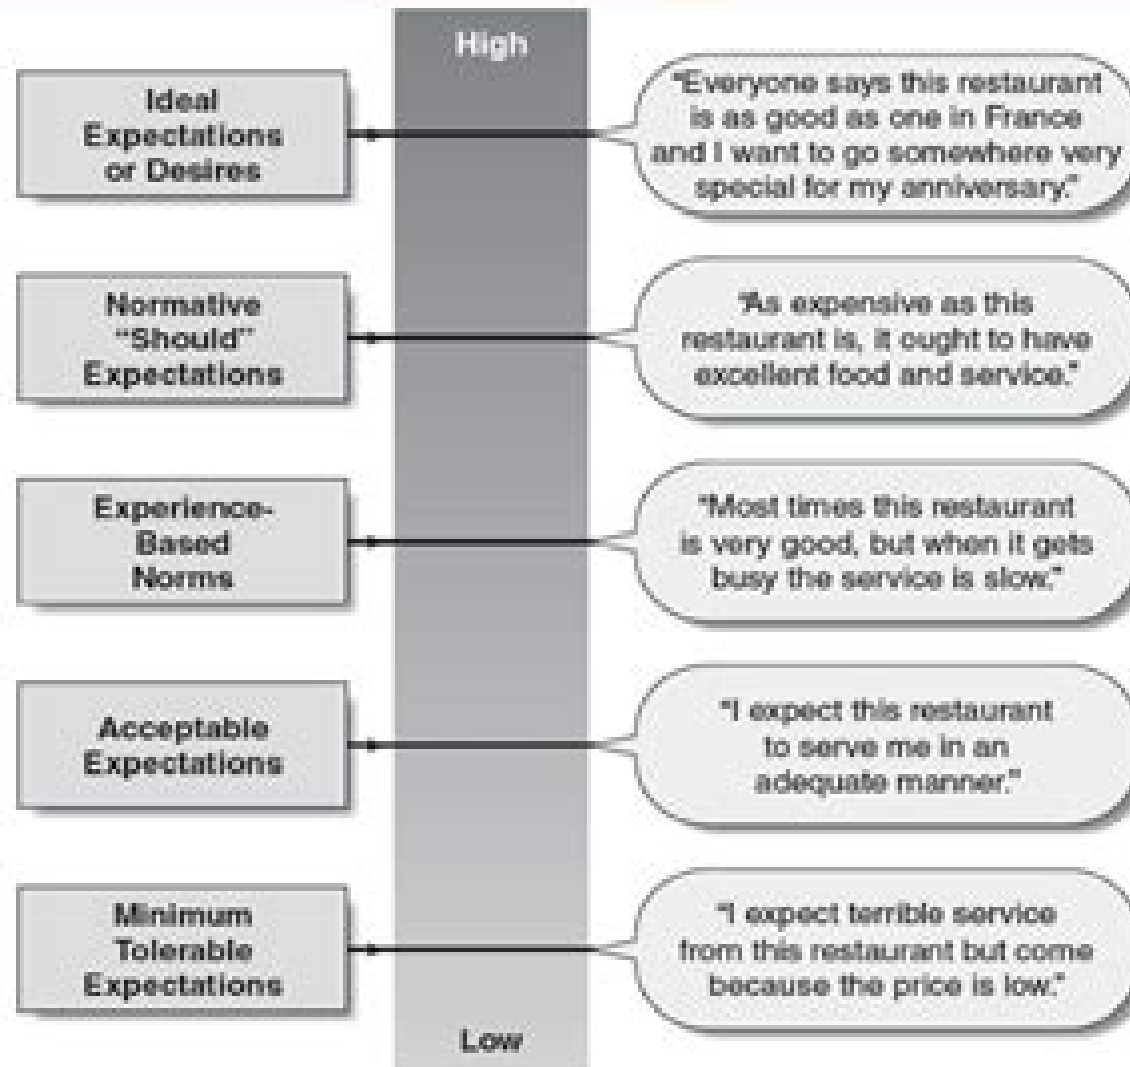 High
Ideal
Expectations
or Desires
"Everyone says this restaurant
is as good as one in France
and I want to go somewhere very
special for my anniversary."
Normative
"Should"
Expectations
"As expensive as this
restaurant is, it ought to have
excellent food and service."
Experience-
Based
Norms
"Most times this restaurant
is very good, but when it gets
busy the service is slow."
Acceptable
Expectations
"I expect this restaurant
to serve me in an
adequate manner."
Minimum
Tolerable
Expectations
"I expect terrible service
from this restaurant but come
because the price is low."
Low